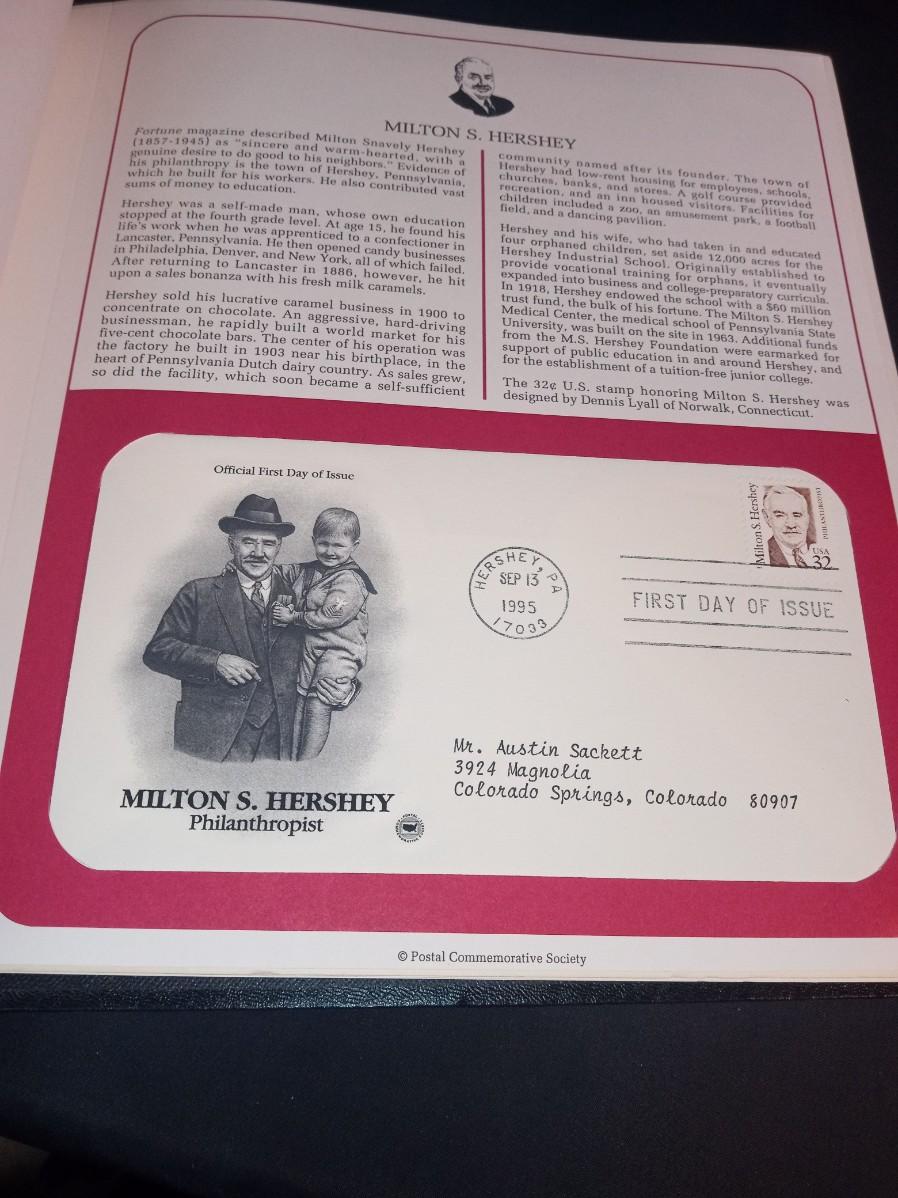 MILTON S. HERSHEY
Fortune magazine described Milton Snavely Hershey
(1857-1945) as "sincere and warm-hearted, with a
genuine desire to do good to his neighbors." Evidence of
his philanthropy is the town of Hershey, Pennsylvania,
which he built for his workers. He also contributed vast
sums of money to education.
Hershey was a self-made man, whose own education
stopped at the fourth grade level. At age 15, he found his
life's work when he was apprenticed to a confectioner in
Lancaster, Pennsylvania. He then opened candy businesses
in Philadelphia, Denver, and New York, all of which failed.
After returning to Lancaster in 1886, however, he hit
upon a sales bonanza with his fresh milk caramels.
Hershey sold his lucrative caramel business in 1900 to
concentrate on chocolate. An aggressive, hard-driving
businessman, he rapidly built a world market for his
five-cent chocolate bars. The center of his operation was
the factory he built in 1903 near his birthplace, in the
heart of Pennsylvania Dutch dairy country. As sales grew,
so did the facility, which soon became a self-sufficient
community named after its founder. The town of
Hershey had low-rent housing for employees, schools,
churches, banks, and stores. A golf course provided
recreation, and an inn housed visitors. Facilities for
children included a zoo, an amusement park, a football
field, and a dancing pavilion.
Hershey and his wife, who had taken in and educated
four orphaned children, set aside 12,000 acres for the
Hershey Industrial School. Originally established to
provide vocational training for orphans, it eventually
expanded into business and college-preparatory curricula.
In 1918, Hershey endowed the school with a $60 million
trust fund, the bulk of his fortune. The Milton S. Hershey
Medical Center, the medical school of Pennsylvania State
University, was built on the site in 1963. Additional funds
from the M.S. Hershey Foundation were earmarked for
support of public education in and around Hershey, and
for the establishment of a tuition-free junior college.
The 32¢ U.S. stamp honoring Milton S. Hershey was
designed by Dennis Lyall of Norwalk, Connecticut.
Official First Day of Issue
Milton S. Hershey
PHILANTHROPIST
USA
32
HERSHEY, PA
SEP 13
1995
17033
FIRST DAY OF ISSUE
Mr. Austin Sackett
3924 Magnolia
Colorado Springs, Colorado 80907
MILTON S. HERSHEY
Philanthropist
© Postal Commemorative Society